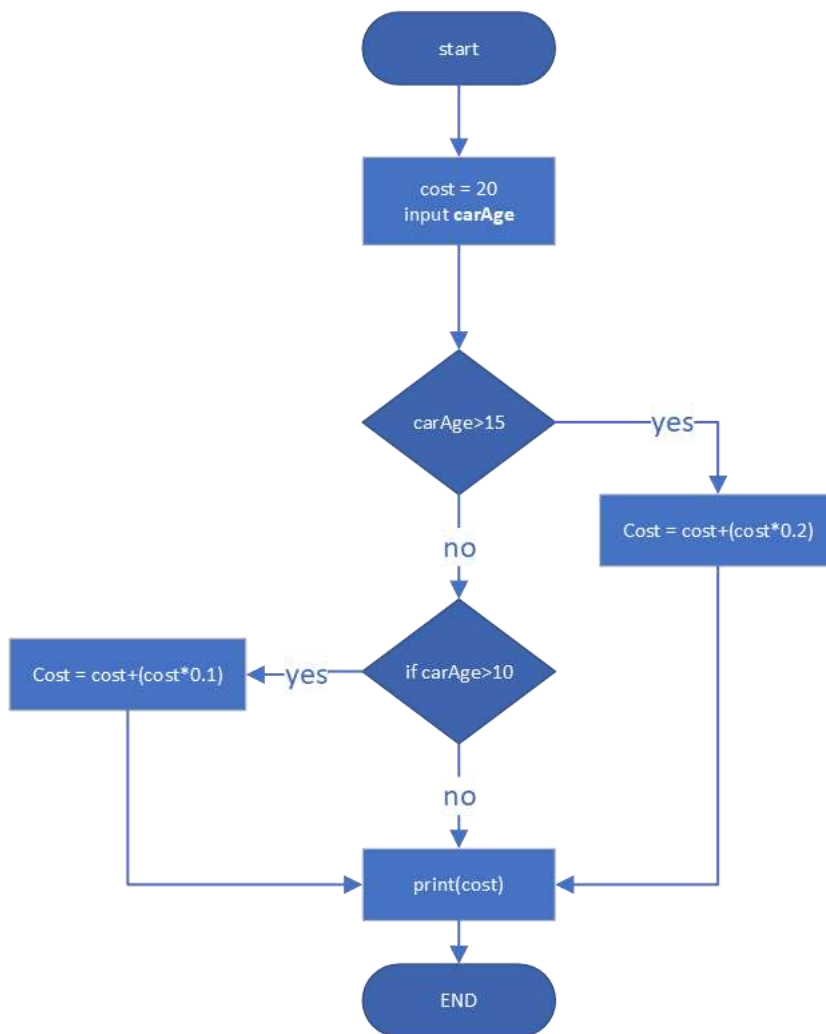 start
cost = 20
input carAge
carAge>15
yes
no
Cost = cost+(cost*0.2)
if carAge>10
yes
Cost = cost+(cost*0.1)
no
print(cost)
END